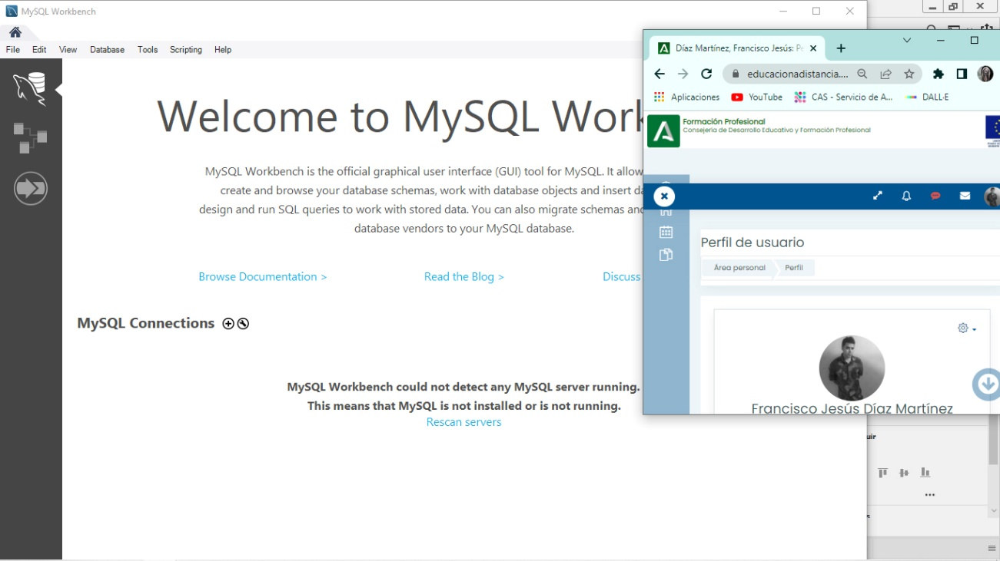 MySQL Workbench
File Edit View Database Tools Scripting Help
Welcome to MySQL Work
MySQL Workbench is the official graphical user interface (GUI) tool for MySQL. It allow
create and browse your database schemas, work with database objects and insert da
design and run SQL queries to work with stored data. You can also migrate schemas and
database vendors to your MySQL database.
Browse Documentation >
Read the Blog >
Discuss
MySQL Connections
MySQL Workbench could not detect any MySQL server running.
This means that MySQL is not installed or is not running.
Rescan servers
Díaz Martínez, Francisco Jesús: Pe
educacionadistancia....
Aplicaciones YouTube CAS - Servicio de A... DALL·E
Formación Profesional
Consejería de Desarrollo Educativo y Formación Profesional
Perfil de usuario
Área personal Perfil
Francisco Jesús Díaz Martínez
uir